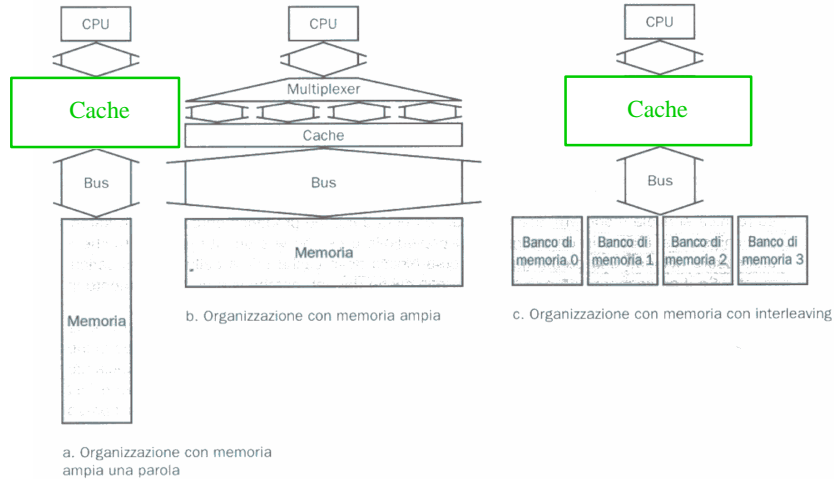 CPU
Cache
Bus
Memoria
a. Organizzazione con memoria
ampia una parola
CPU
Multiplexer
Cache
Bus
Memoria
b. Organizzazione con memoria ampia
CPU
Cache
Bus
Banco di
memoria 0
Banco di
memoria 1
Banco di
memoria 2
Banco di
memoria 3
c. Organizzazione con memoria con interleaving